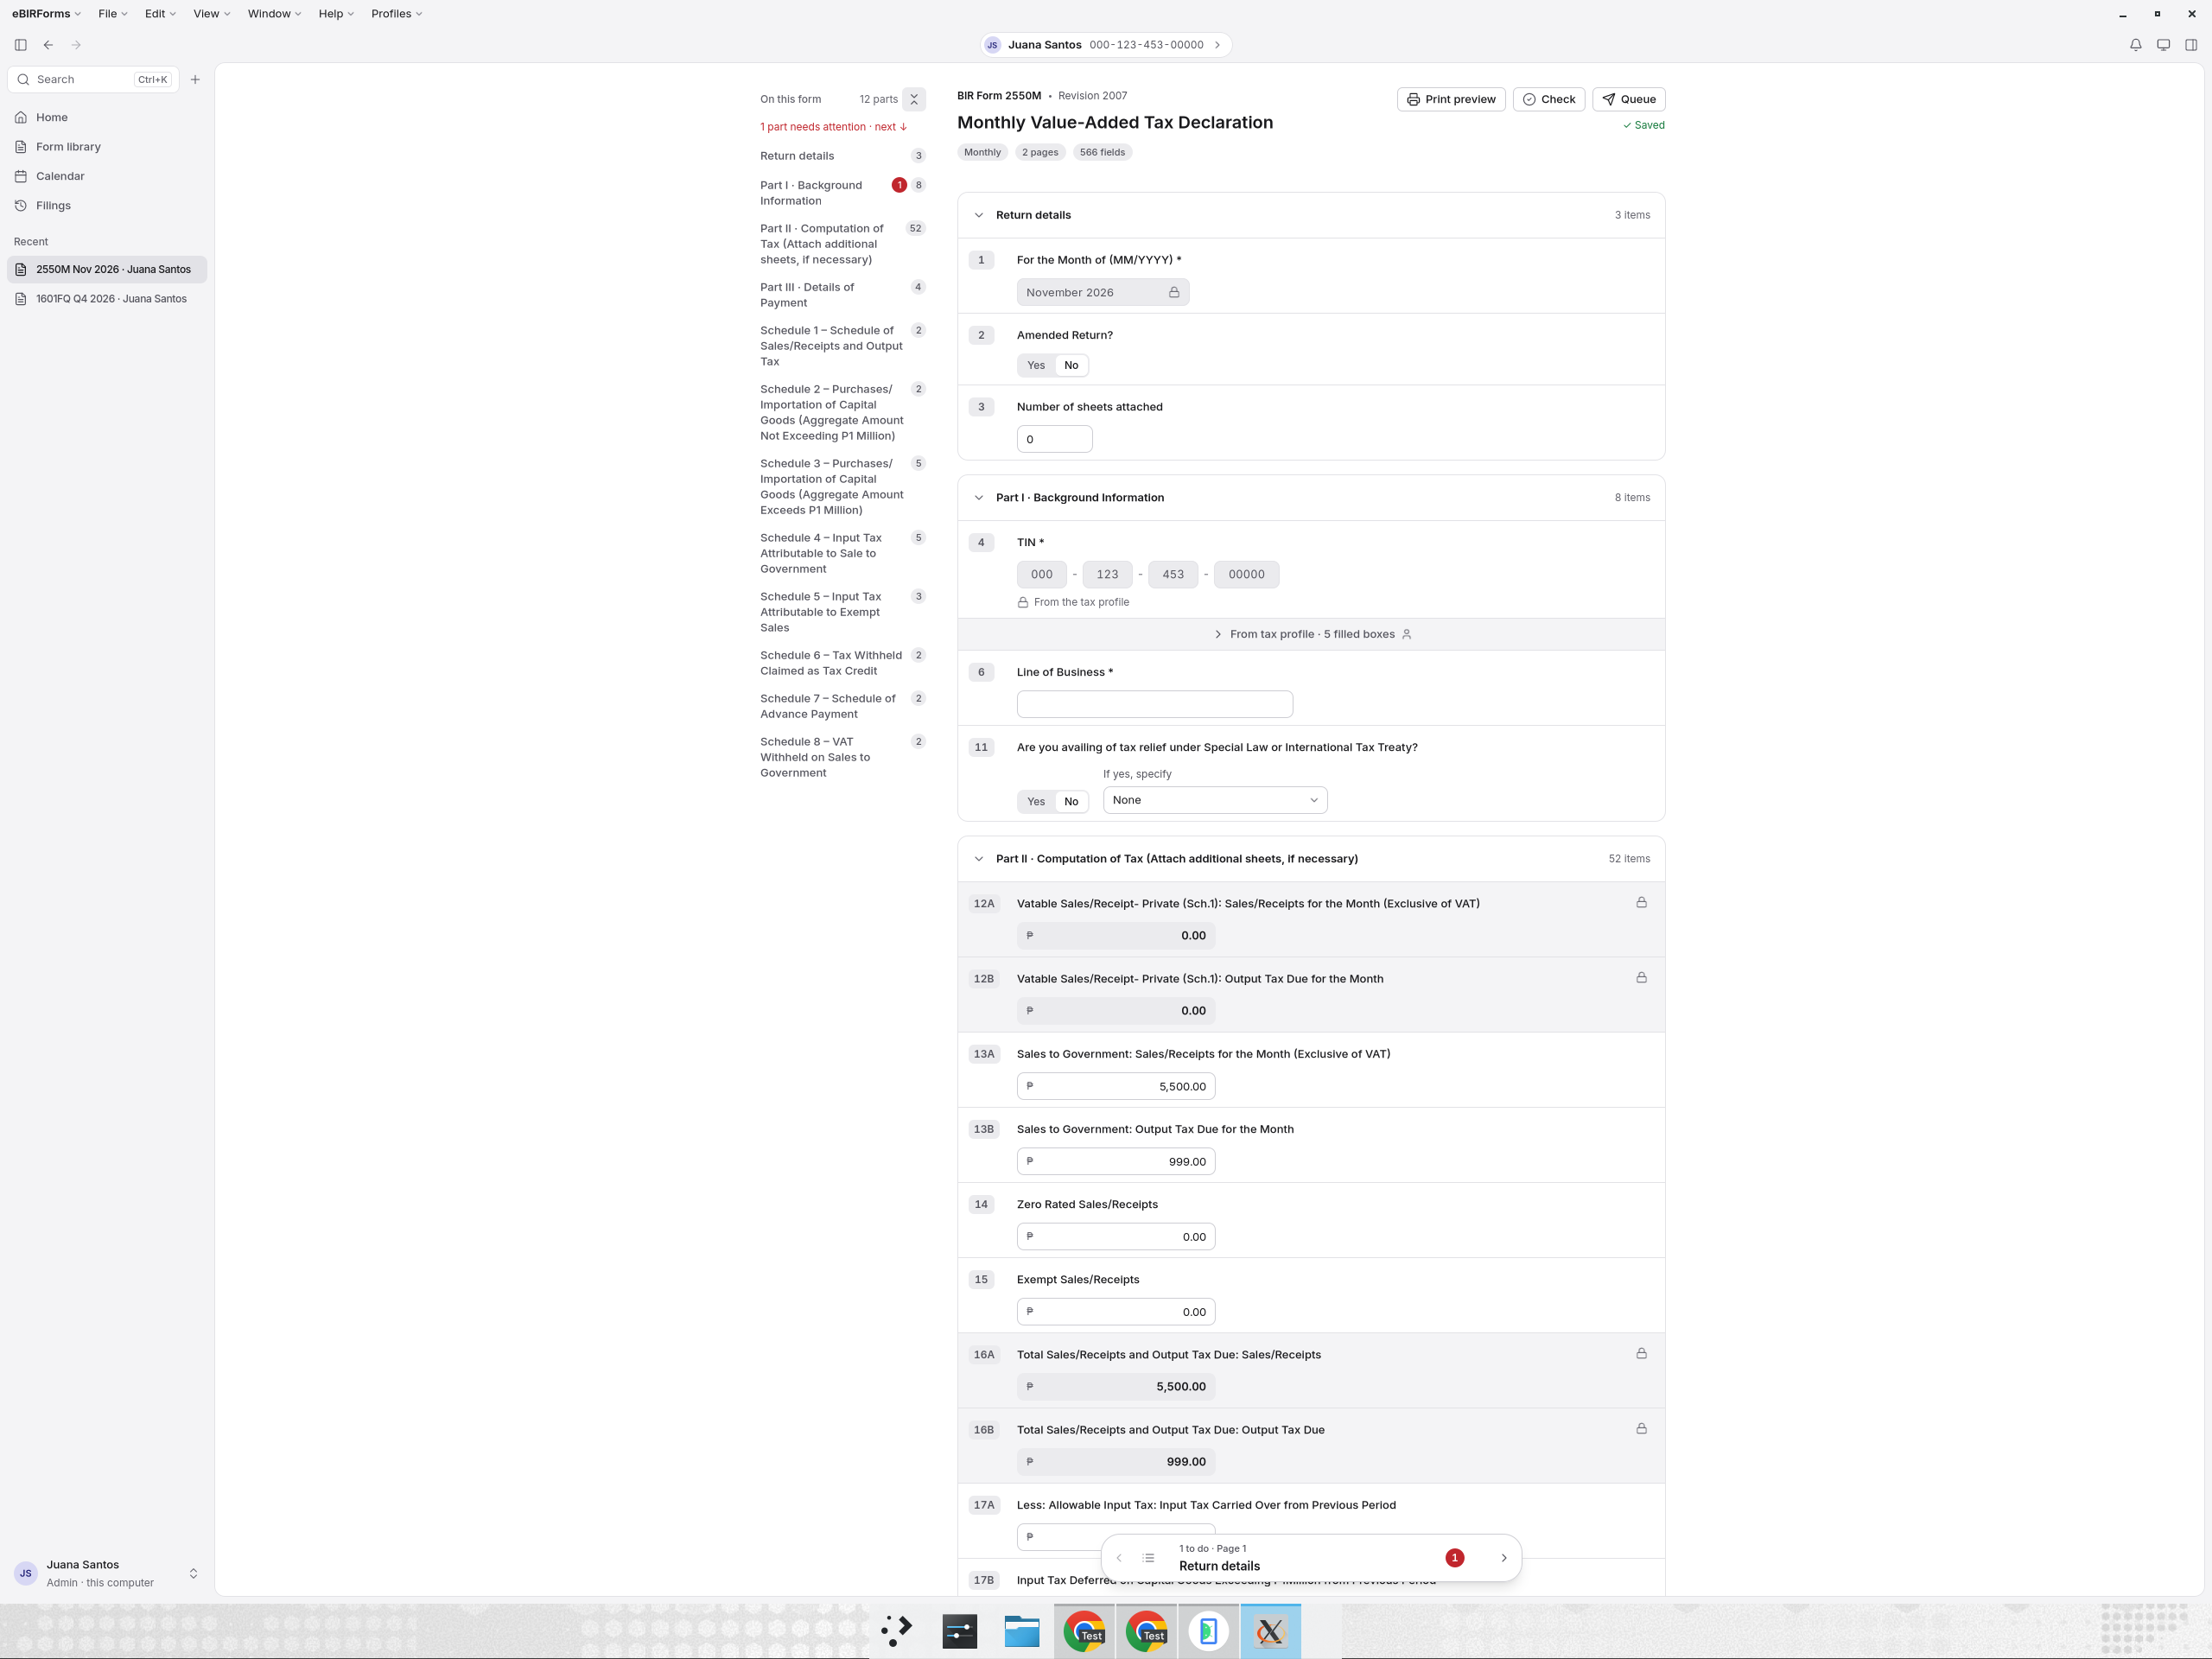 eBIRForms File Edit View Window Help Profiles
JS Juana Santos 000-123-453-00000
Search Ctrl+K
Home
Form library
Calendar
Filings
Recent
2550M Nov 2026 · Juana Santos
1601FQ Q4 2026 · Juana Santos
JS Juana Santos
Admin · this computer
On this form 12 parts
1 part needs attention · next ↓
Return details 3
Part I · Background 1 8
Information
Part II · Computation of 52
Tax (Attach additional
sheets, if necessary)
Part III · Details of 4
Payment
Schedule 1 – Schedule of 2
Sales/Receipts and Output
Tax
Schedule 2 – Purchases/ 2
Importation of Capital
Goods (Aggregate Amount
Not Exceeding P1 Million)
Schedule 3 – Purchases/ 5
Importation of Capital
Goods (Aggregate Amount
Exceeds P1 Million)
Schedule 4 – Input Tax 5
Attributable to Sale to
Government
Schedule 5 – Input Tax 3
Attributable to Exempt
Sales
Schedule 6 – Tax Withheld 2
Claimed as Tax Credit
Schedule 7 – Schedule of 2
Advance Payment
Schedule 8 – VAT 2
Withheld on Sales to
Government
BIR Form 2550M • Revision 2007
Print preview Check Queue
Monthly Value-Added Tax Declaration
✓ Saved
Monthly 2 pages 566 fields
Return details 3 items
1 For the Month of (MM/YYYY) *
November 2026
2 Amended Return?
Yes No
3 Number of sheets attached
0
Part I · Background Information 8 items
4 TIN *
000 - 123 - 453 - 00000
From the tax profile
From tax profile · 5 filled boxes
6 Line of Business *
11 Are you availing of tax relief under Special Law or International Tax Treaty?
If yes, specify
Yes No None
Part II · Computation of Tax (Attach additional sheets, if necessary) 52 items
12A Vatable Sales/Receipt- Private (Sch.1): Sales/Receipts for the Month (Exclusive of VAT)
₱ 0.00
12B Vatable Sales/Receipt- Private (Sch.1): Output Tax Due for the Month
₱ 0.00
13A Sales to Government: Sales/Receipts for the Month (Exclusive of VAT)
₱ 5,500.00
13B Sales to Government: Output Tax Due for the Month
₱ 999.00
14 Zero Rated Sales/Receipts
₱ 0.00
15 Exempt Sales/Receipts
₱ 0.00
16A Total Sales/Receipts and Output Tax Due: Sales/Receipts
₱ 5,500.00
16B Total Sales/Receipts and Output Tax Due: Output Tax Due
₱ 999.00
17A Less: Allowable Input Tax: Input Tax Carried Over from Previous Period
₱
1 to do · Page 1
Return details 1
17B Input Tax Deferred on Capital Goods Exceeding P1Million from Previous Period
Test Test